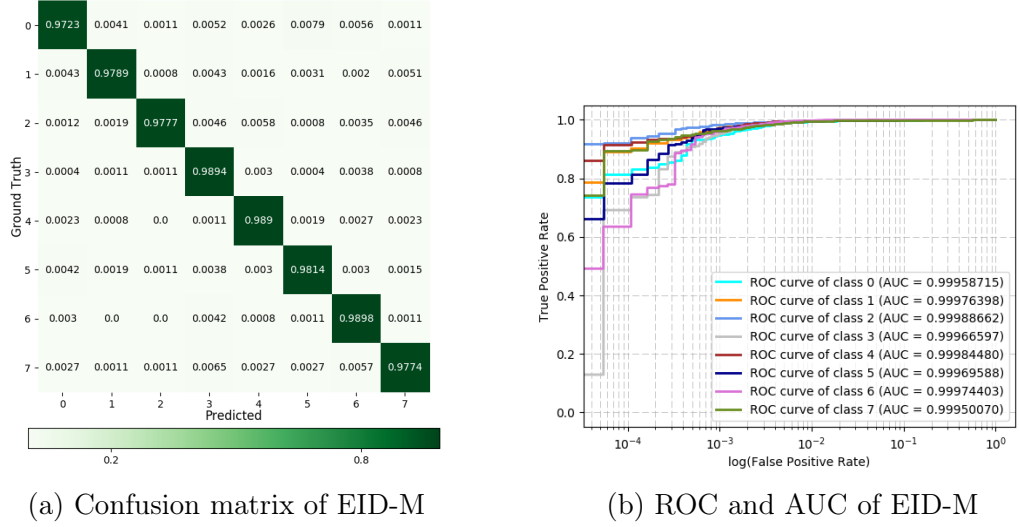 0 0.9723 0.0041 0.0011 0.0052 0.0026 0.0079 0.0056 0.0011
1 0.0043 0.9789 0.0008 0.0043 0.0016 0.0031 0.002 0.0051
2 0.0012 0.0019 0.9777 0.0046 0.0058 0.0008 0.0035 0.0046
3 0.0004 0.0011 0.0011 0.9894 0.003 0.0004 0.0038 0.0008
4 0.0023 0.0008 0.0 0.0011 0.989 0.0019 0.0027 0.0023
5 0.0042 0.0019 0.0011 0.0038 0.003 0.9814 0.003 0.0015
6 0.003 0.0 0.0 0.0042 0.0008 0.0011 0.9898 0.0011
7 0.0027 0.0011 0.0011 0.0065 0.0027 0.0027 0.0057 0.9774
0 1 2 3 4 5 6 7
Ground Truth
Predicted
0.2 0.8
(a) Confusion matrix of EID-M
True Positive Rate
1.0
0.8
0.6
0.4
0.2
0.0
ROC curve of class 0 (AUC = 0.99958715)
ROC curve of class 1 (AUC = 0.99976398)
ROC curve of class 2 (AUC = 0.99988662)
ROC curve of class 3 (AUC = 0.99966597)
ROC curve of class 4 (AUC = 0.99984480)
ROC curve of class 5 (AUC = 0.99969588)
ROC curve of class 6 (AUC = 0.99974403)
ROC curve of class 7 (AUC = 0.99950070)
10⁻⁴ 10⁻³ 10⁻² 10⁻¹ 10⁰
log(False Positive Rate)
(b) ROC and AUC of EID-M